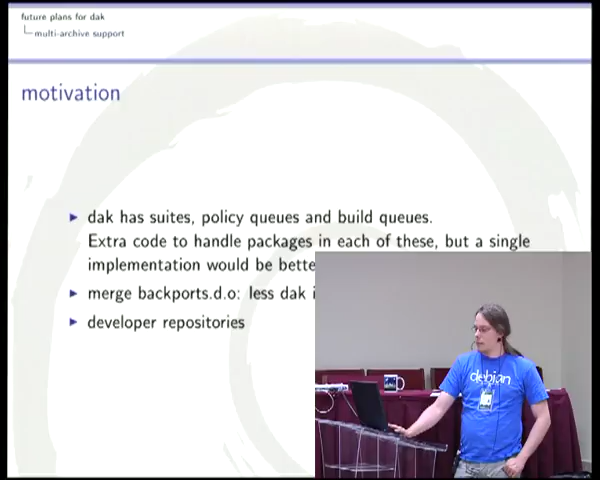 future plans for dak
multi-archive support
motivation
dak has suites, policy queues and build queues.
Extra code to handle packages in each of these, but a single
implementation would be bette
merge backports.d.o: less dak i
developer repositories
debian